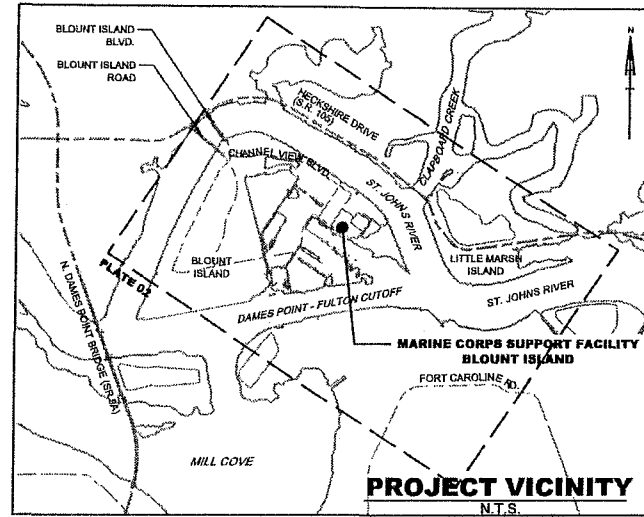 BLOUNT ISLAND
BLVD.
BLOUNT ISLAND
ROAD
N
HECKSHIRE DRIVE
(S.R. 105)
CLAPBOARD CREEK
CHANNEL VIEW BLVD.
ST. JOHNS
RIVER
BLOUNT
ISLAND
LITTLE MARSH
ISLAND
PLATE 02
ST. JOHNS RIVER
DAMES POINT - FULTON CUTOFF
N. DAMES POINT BRIDGE (SR 9A)
MARINE CORPS SUPPORT FACILITY
BLOUNT ISLAND
FORT CAROLINE RD.
MILL COVE
PROJECT VICINITY
N.T.S.